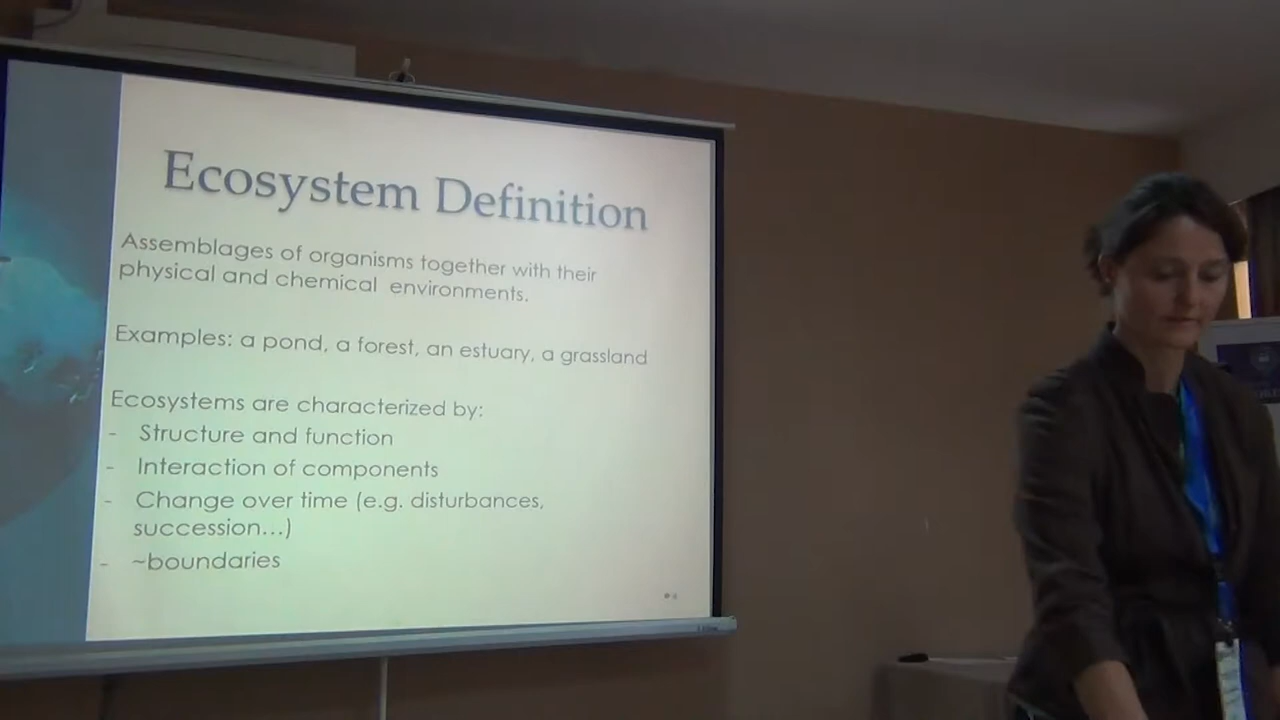 Ecosystem Definition
Assemblages of organisms together with their
physical and chemical environments.
Examples: a pond, a forest, an estuary, a grassland
Ecosystems are characterized by:
- Structure and function
- Interaction of components
- Change over time (e.g. disturbances,
succession...)
- ~boundaries